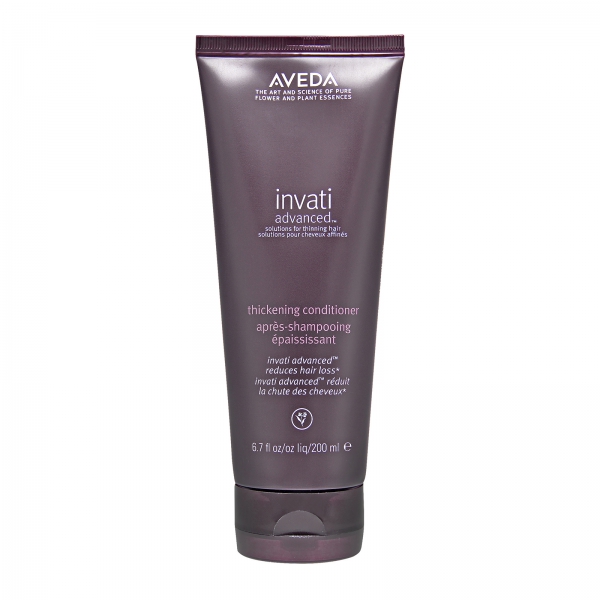 AVEDA
THE ART AND SCIENCE OF PURE
FLOWER AND PLANT ESSENCES
invati
advanced™
solutions for thinning hair
solutions pour cheveux affinés
thickening conditioner
après-shampooing
épaississant
invati advanced™
reduces hair loss*
invati advanced™ réduit
la chute des cheveux*
6.7 fl oz/oz liq/200 ml ℮